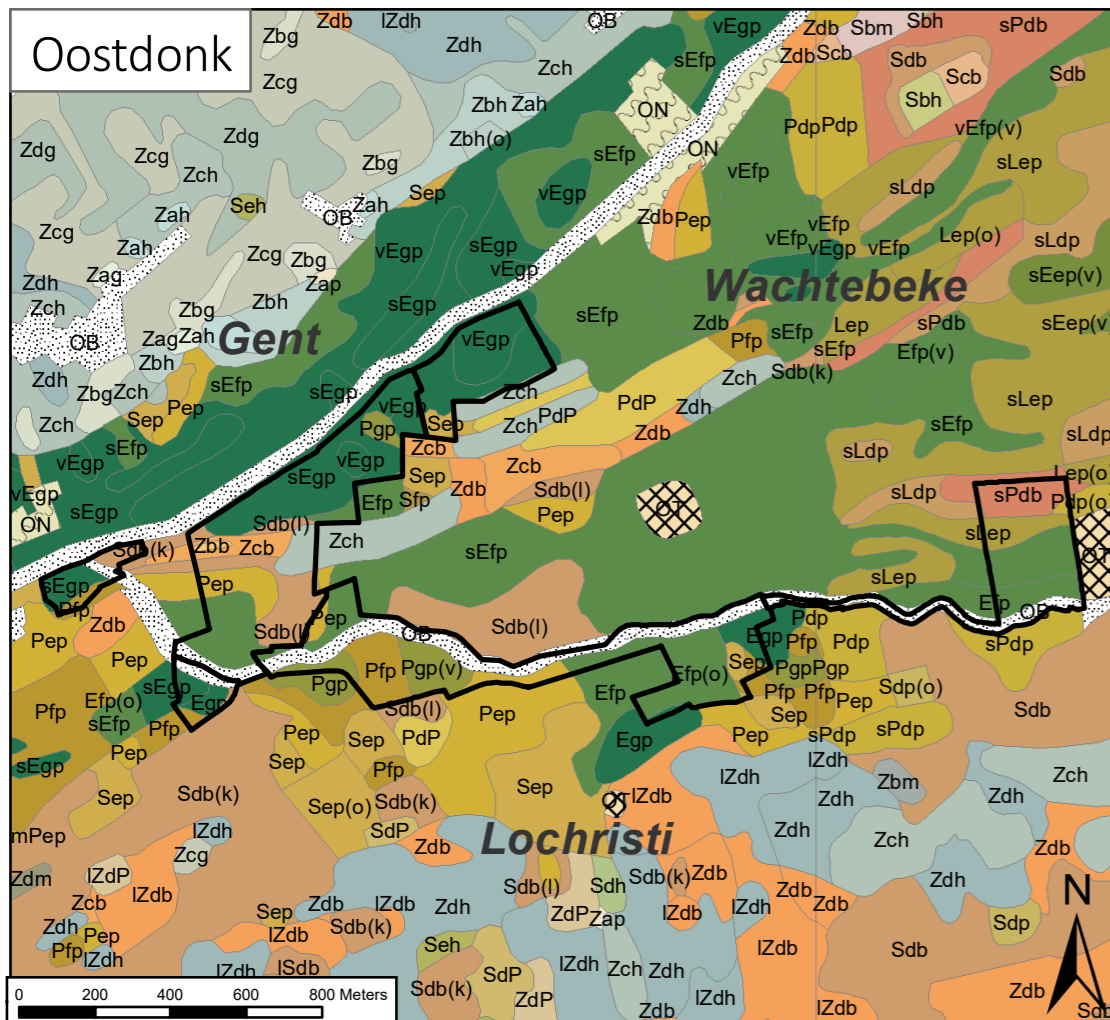 Oostdonk
Zbg
Zdb
lZdh
Zdh
OB
vEgp
sEfp
Zdb
Scb
Sbm
Sbh
sPdb
Zcg
Zch
Zbh
Zah
Zbh(o)
ON
Sdb
Scb
Sbh
Sdb
Zdg
Zcg
Zch
Zbg
sEfp
ON
Pdp
Pdp
vEfp(v)
sLep
Zah
Seh
OB
Zah
Sep
vEgp
vEfp
sLdp
Zcg
Zah
Zcg
Zbg
Zap
vEgp
sEgp
vEgp
Zdb
Pep
vEfp
vEgp
vEfp
Lep(o)
sLdp
sEep(v)
Zdh
Zch
Zag
Zbg
Zbh
sEgp
Wachtebeke
OB
Zag
Zah
Gent
Zbh
sEfp
vEgp
Zdb
Pfp
sEfp
sEfp
Lep
sPdb
sEep(v)
Zdh
Zbg
Zch
Sep
Pep
sEfp
sEgp
vEgp
Zch
Zch
PdP
PdP
Zdh
Zch
Sdb(k)
Efp(v)
sLep
Zch
sEfp
vEgp
Pgp
Sep
Zdb
sEfp
vEgp
sEgp
ON
sEgp
vEgp
Zcb
Sep
Zcb
Zdb
Sdb(l)
Pep
OT
sLdp
sLdp
Lep(o)
sLdp
sPdb
Pdp(o)
Efp
Sfp
Sdb(l)
Zch
Sdb(k)
Zbb
Zcb
sEfp
sLep
OT
sEgp
Pfp
Pep
sLep
Zdb
Pep
Sdb(l)
Pep
Sdb(l)
OB
Efp
OB
Pep
Egp
Pdp
Pfp
Pdp
sPdp
sEgp
Egp
Pgp
Pfp
Pgp(v)
Efp(o)
Sep
Pgp
Pgp
Pfp
Efp(o)
sEfp
Pfp
Sdb(l)
Efp
Pfp
Pfp
Pep
Sdp(o)
Sdb
Pep
Pep
Sep
Sep
PdP
Pep
Egp
Sep
Pep
sPdp
sPdp
sEgp
Pfp
lZdh
Sep
Sdb(k)
Sep(o)
Sdb(k)
Sep
OT
lZdb
lZdh
Zdh
Zbm
Zdh
Zch
mPep
lZdh
Zcg
SdP
Zdb
Lochristi
Zdh
Zch
Zdb
Zdm
lZdP
Zcb
lZdb
Sdb(l)
Sdh
Sdb(k)
Zdb
Zdb
Zdh
N
Zdh
Pep
Pfp
lZdh
Sep
lZdb
Zdb
Sdb(k)
Zdh
ZdP
Zap
lZdb
lZdh
Zdb
Sdp
Seh
lZdh
lSdb
Sdb(k)
SdP
ZdP
lZdh
Zch
Zdh
Zdb
lZdb
lZdb
Sdb
Zdb
Sdb
0 200 400 600 800 Meters